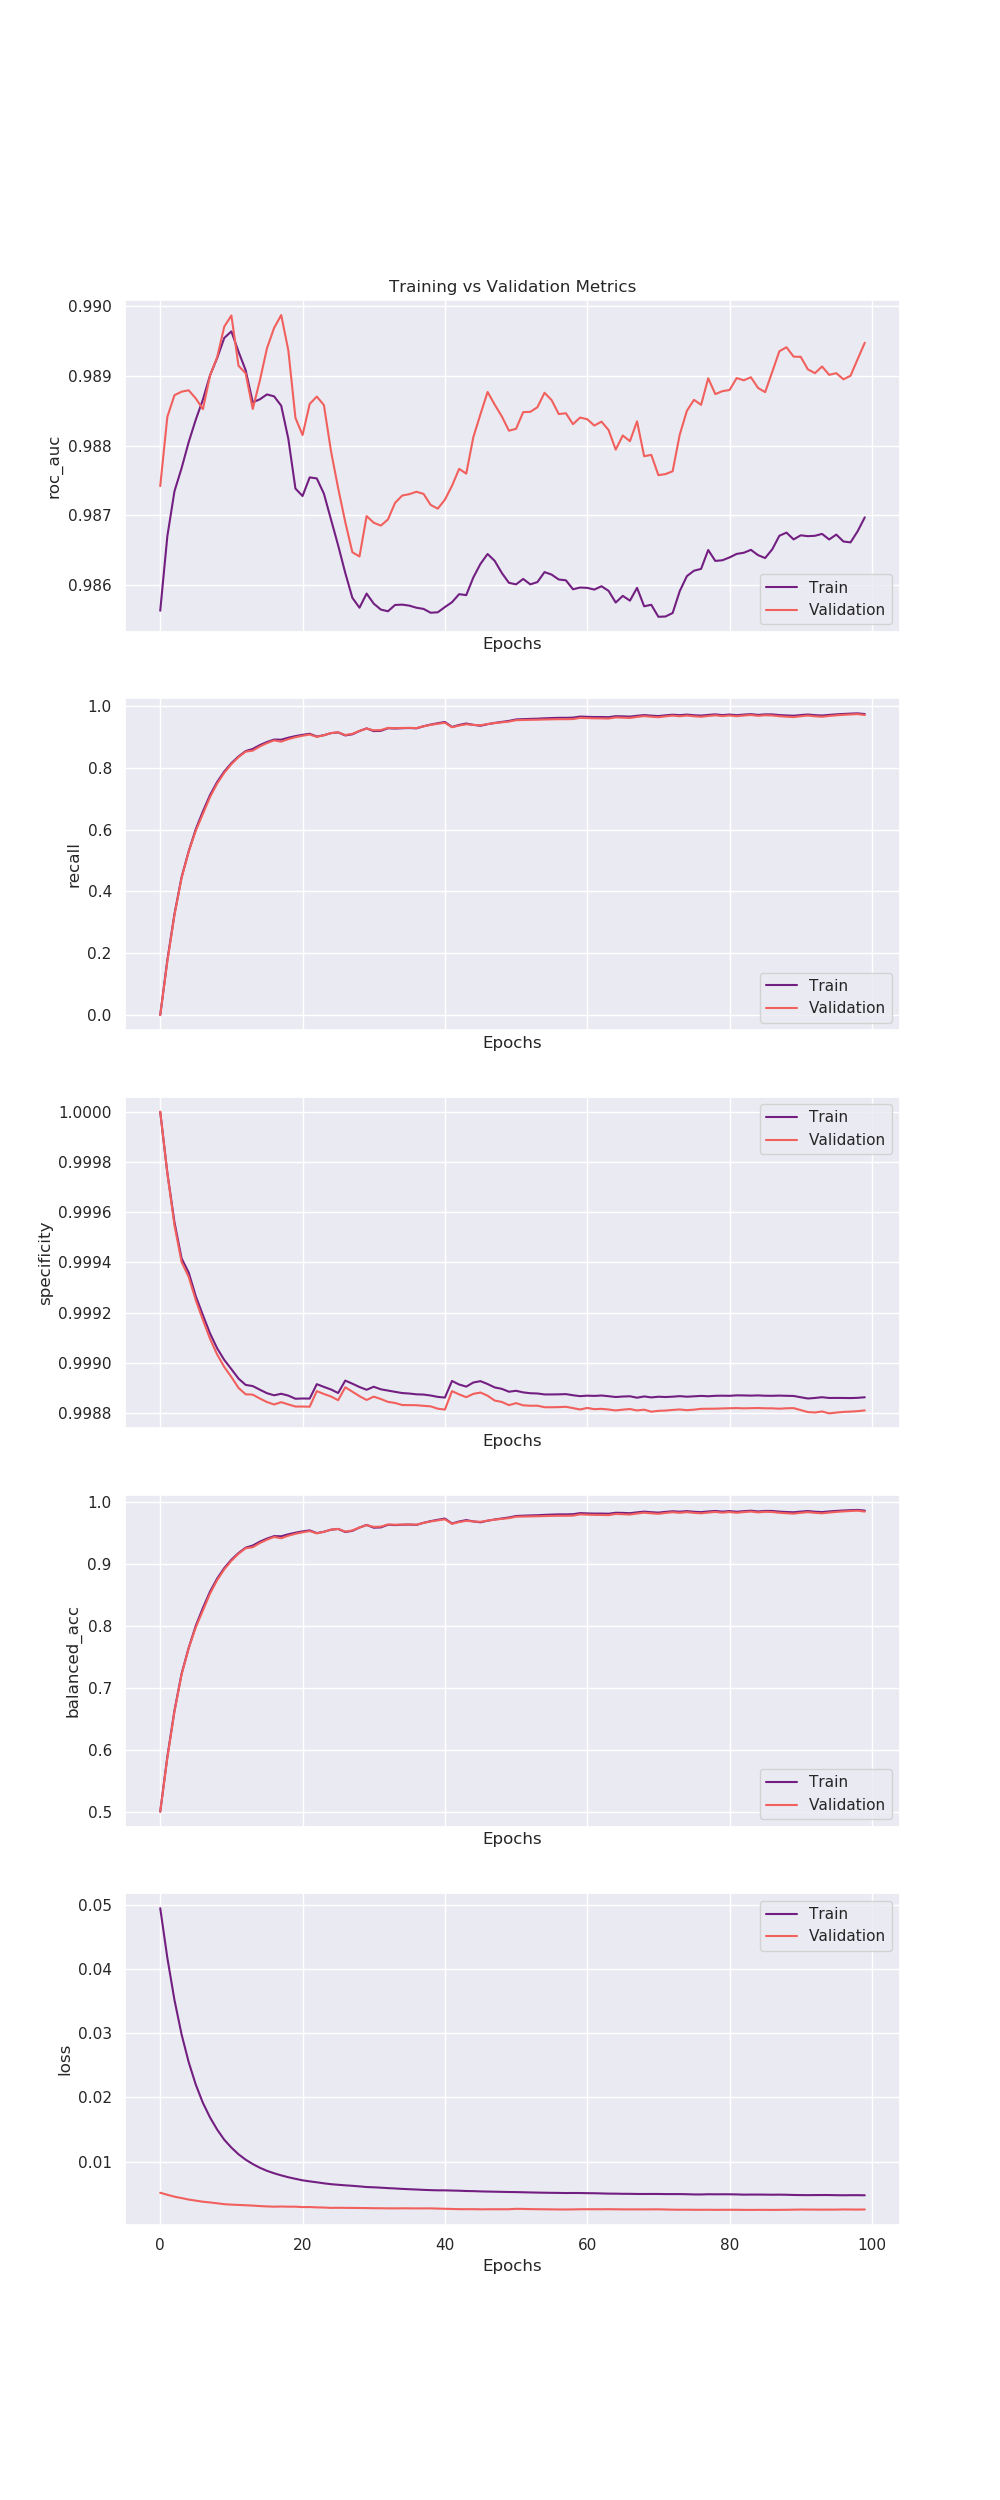 Training vs Validation Metrics
0.990
0.989
0.988
0.987
0.986
roc_auc
Train
Validation
Epochs
1.0
0.8
0.6
0.4
0.2
0.0
recall
Train
Validation
Epochs
1.0000
0.9998
0.9996
0.9994
0.9992
0.9990
0.9988
specificity
Train
Validation
Epochs
1.0
0.9
0.8
0.7
0.6
0.5
balanced_acc
Train
Validation
Epochs
0.05
0.04
0.03
0.02
0.01
loss
Train
Validation
0 20 40 60 80 100
Epochs